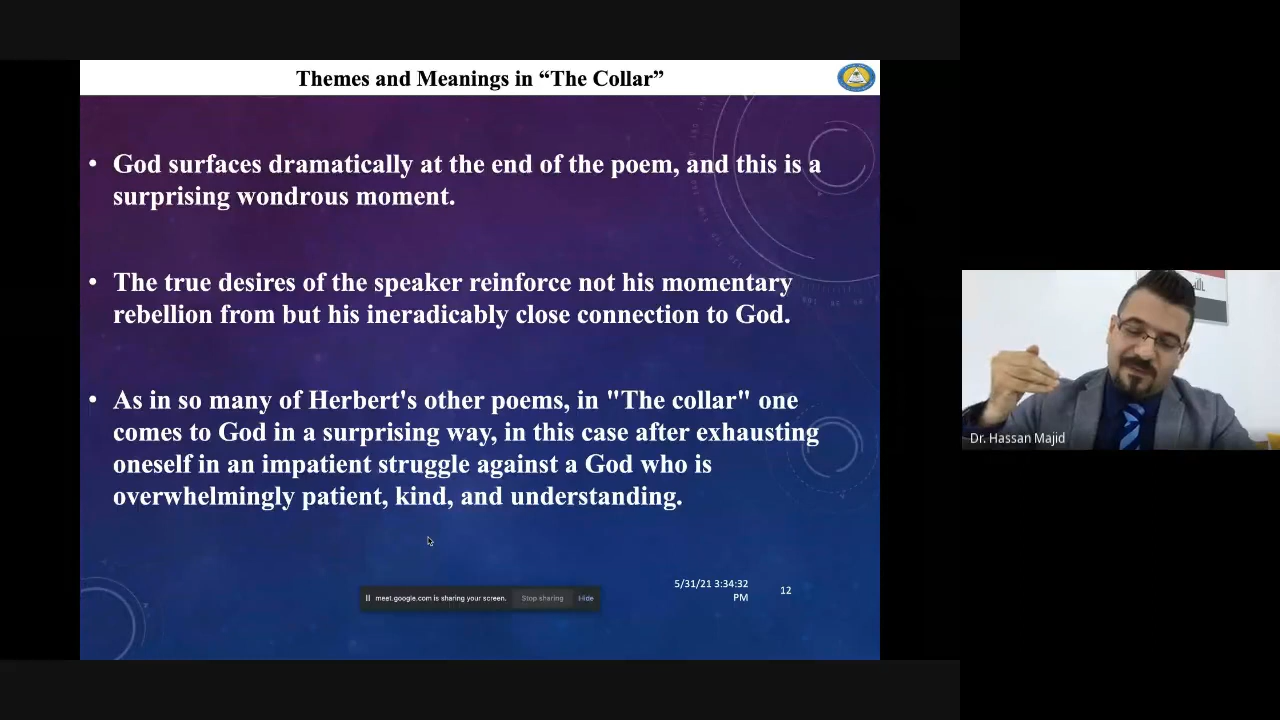 Themes and Meanings in “The Collar”
• God surfaces dramatically at the end of the poem, and this is a
surprising wondrous moment.
• The true desires of the speaker reinforce not his momentary
rebellion from but his ineradicably close connection to God.
• As in so many of Herbert's other poems, in "The collar" one
comes to God in a surprising way, in this case after exhausting
oneself in an impatient struggle against a God who is
overwhelmingly patient, kind, and understanding.
meet.google.com is sharing your screen. Stop sharing Hide
5/31/21 3:34:32
PM
12
Dr. Hassan Majid